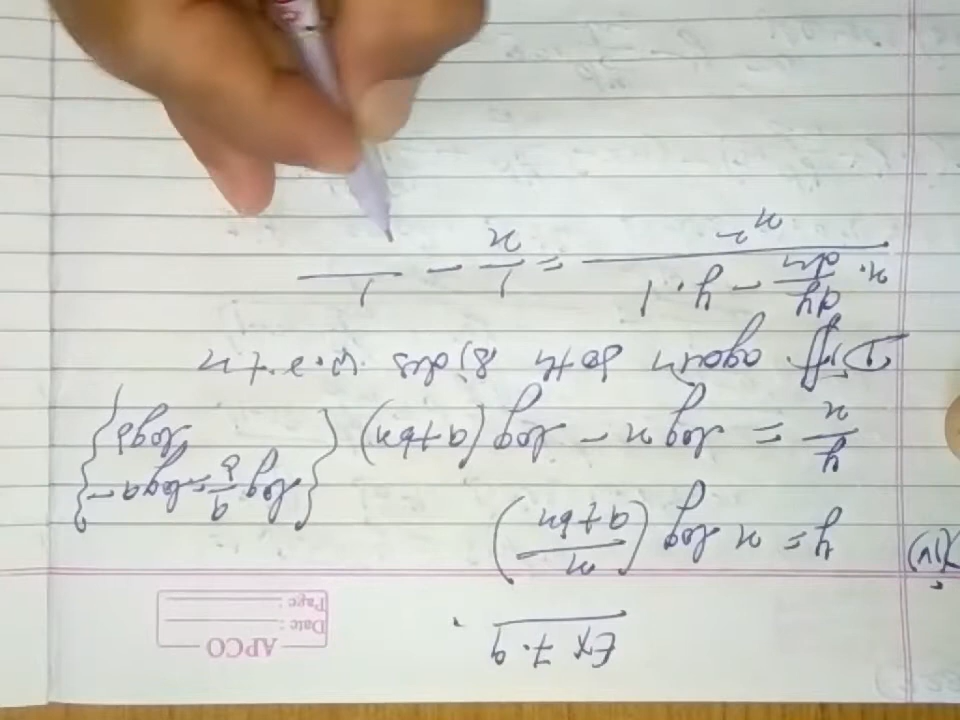 APCO
Date :
Page :
Ex 7.9
(iv) y = x log (x/a+bx)
y/x = log x - log (a+bx) { log a/b = log a - log b }
Diff again both sides w.r.t x
x. dy/dx - y.1 / x² = 1/x - 1/